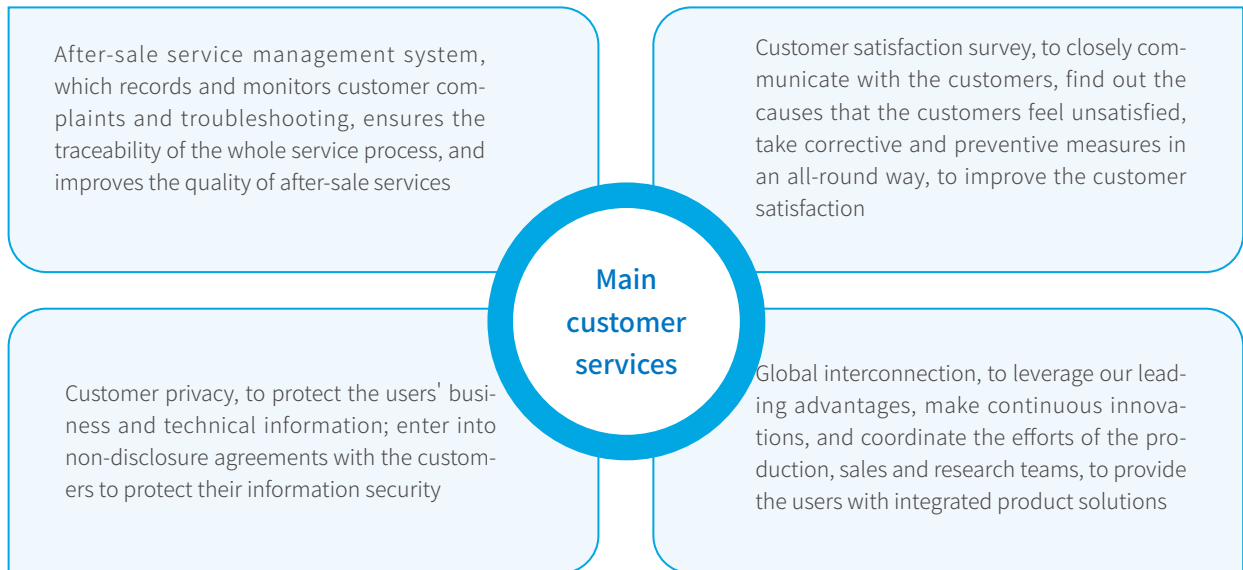 After-sale service management system,
which records and monitors customer com-
plaints and troubleshooting, ensures the
traceability of the whole service process, and
improves the quality of after-sale services
Customer satisfaction survey, to closely com-
municate with the customers, find out the
causes that the customers feel unsatisfied,
take corrective and preventive measures in
an all-round way, to improve the customer
satisfaction
Main
customer
services
Customer privacy, to protect the users' busi-
ness and technical information; enter into
non-disclosure agreements with the custom-
ers to protect their information security
Global interconnection, to leverage our lead-
ing advantages, make continuous innova-
tions, and coordinate the efforts of the pro-
duction, sales and research teams, to provide
the users with integrated product solutions